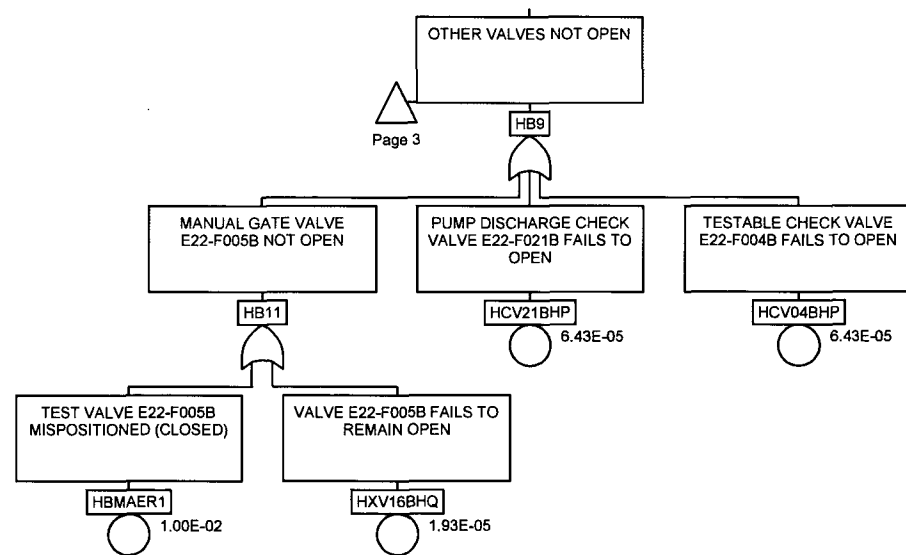 OTHER VALVES NOT OPEN
Page 3
HB9
MANUAL GATE VALVE
E22-F005B NOT OPEN
PUMP DISCHARGE CHECK
VALVE E22-F021B FAILS TO
OPEN
TESTABLE CHECK VALVE
E22-F004B FAILS TO OPEN
HB11
HCV21BHP
6.43E-05
HCV04BHP
6.43E-05
TEST VALVE E22-F005B
MISPOSITIONED (CLOSED)
VALVE E22-F005B FAILS TO
REMAIN OPEN
HBMAER1
1.00E-02
HXV16BHQ
1.93E-05